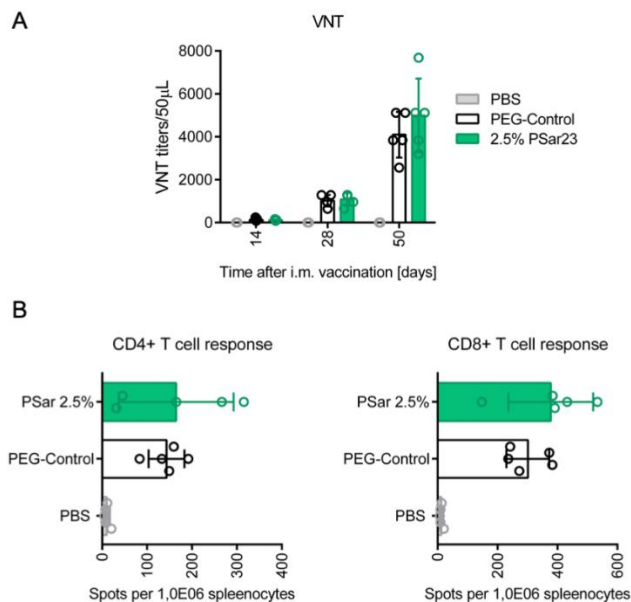 A
VNT
8000
6000
4000
2000
0
VNT titers/50μL
14
28
50
Time after i.m. vaccination [days]
PBS
PEG-Control
2.5% PSar23
B
CD4+ T cell response
PSar 2.5%
PEG-Control
PBS
0
100
200
300
400
Spots per 1,0E06 spleenocytes
CD8+ T cell response
PSar 2.5%
PEG-Control
PBS
0
200
400
600
Spots per 1,0E06 spleenocytes